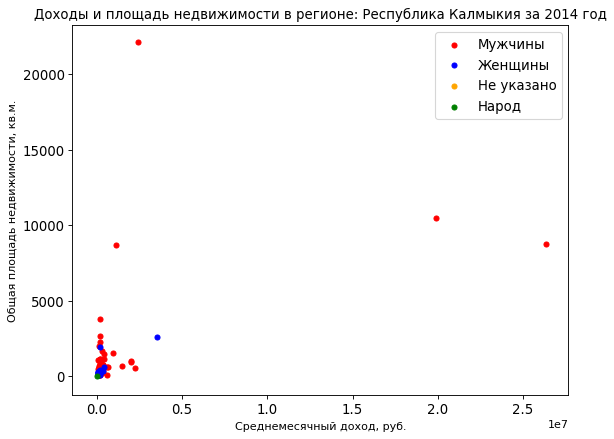 Доходы и площадь недвижимости в регионе: Республика Калмыкия за 2014 год
Мужчины
Женщины
Не указано
Народ
Общая площадь недвижимости, кв.м.
20000
15000
10000
5000
0
0.0
0.5
1.0
1.5
2.0
2.5
1e7
Среднемесячный доход, руб.